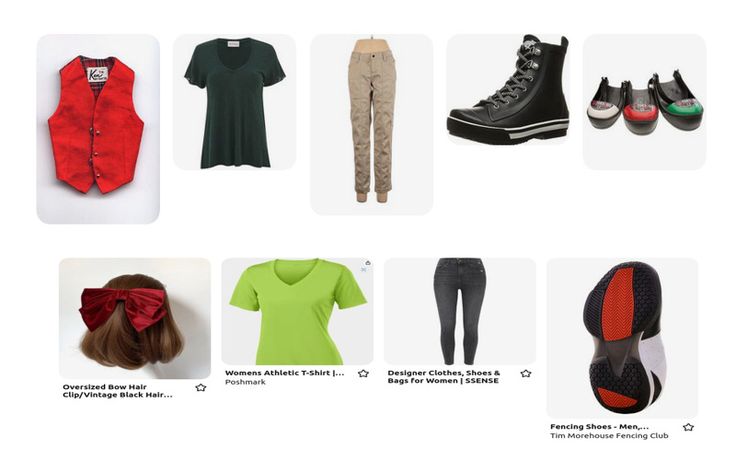 Ken
Oversized Bow Hair
Clip/Vintage Black Hair...
Womens Athletic T-Shirt |...
Poshmark
Designer Clothes, Shoes &
Bags for Women | SSENSE
Fencing Shoes - Men,...
Tim Morehouse Fencing Club